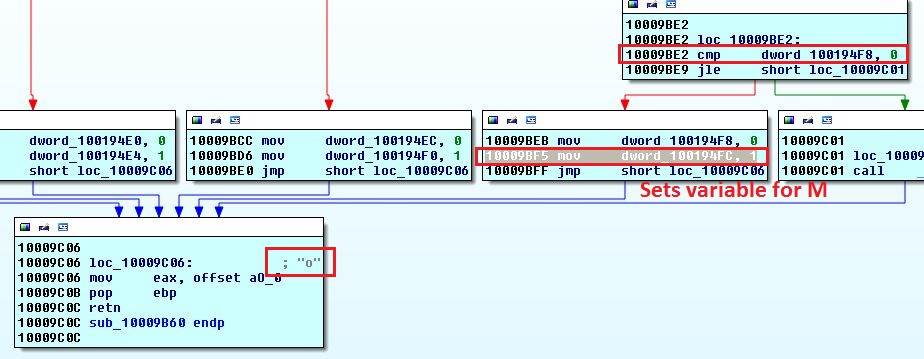 10009BE2
10009BE2 loc_10009BE2:
10009BE2 cmp dword_100194F8, 0
10009BE9 jle short loc_10009C01
dword_100194E0, 0
dword_100194E4, 1
short loc_10009C06
10009BCC mov dword_100194EC, 0
10009BD6 mov dword_100194F0, 1
10009BE0 jmp short loc_10009C06
10009BEB mov dword_100194F8, 0
10009BF5 mov dword_100194FC, 1
10009BFF jmp short loc_10009C06
10009C01
10009C01 loc_10009
10009C01 call
Sets variable for M
10009C06
10009C06 loc_10009C06: ; "o"
10009C06 mov eax, offset aO_0
10009C0B pop ebp
10009C0C retn
10009C0C sub_10009B60 endp
10009C0C